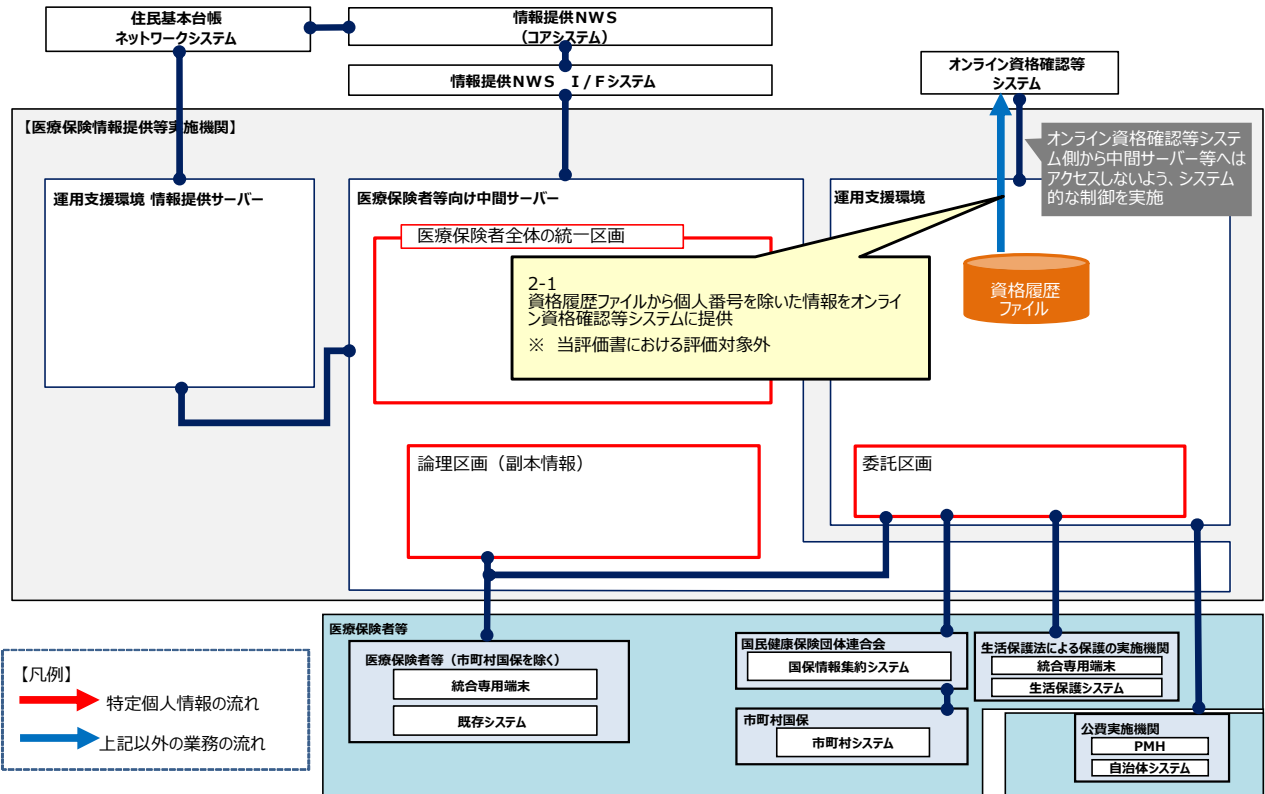 住民基本台帳
ネットワークシステム
情報提供NWS
(コアシステム)
情報提供NWS I/Fシステム
オンライン資格確認等
システム
【医療保険情報提供等実施機関】
オンライン資格確認等システ
ム側から中間サーバー等へは
アクセスしないよう、システム
的な制御を実施
運用支援環境 情報提供サーバー
医療保険者等向け中間サーバー
運用支援環境
医療保険者全体の統一区画
2-1
資格履歴ファイルから個人番号を除いた情報をオンライ
ン資格確認等システムに提供
※ 当評価書における評価対象外
資格履歴
ファイル
論理区画（副本情報）
委託区画
医療保険者等
医療保険者等（市町村国保を除く）
統合専用端末
既存システム
国民健康保険団体連合会
国保情報集約システム
市町村国保
市町村システム
生活保護法による保護の実施機関
統合専用端末
生活保護システム
公費実施機関
PMH
自治体システム
【凡例】
特定個人情報の流れ
上記以外の業務の流れ